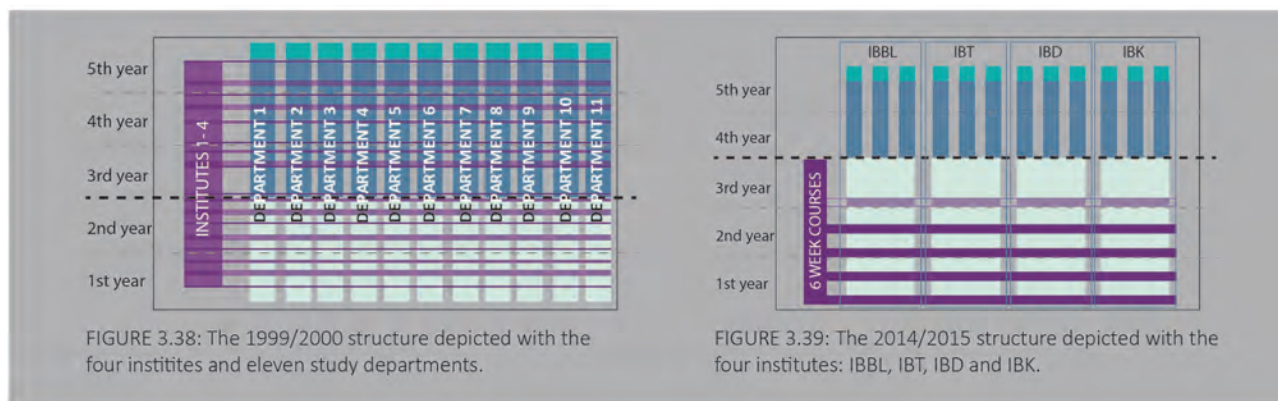 5th year
4th year
3rd year
2nd year
1st year
INSTITUTES 1- 4
DEPARTMENT 1
DEPARTMENT 2
DEPARTMENT 3
DEPARTMENT 4
DEPARTMENT 5
DEPARTMENT 6
DEPARTMENT 7
DEPARTMENT 8
DEPARTMENT 9
DEPARTMENT 10
DEPARTMENT 11
FIGURE 3.38: The 1999/2000 structure depicted with the
four institites and eleven study departments.
IBBL
IBT
IBD
IBK
5th year
4th year
3rd year
2nd year
1st year
6 WEEK COURSES
FIGURE 3.39: The 2014/2015 structure depicted with the
four institutes: IBBL, IBT, IBD and IBK.